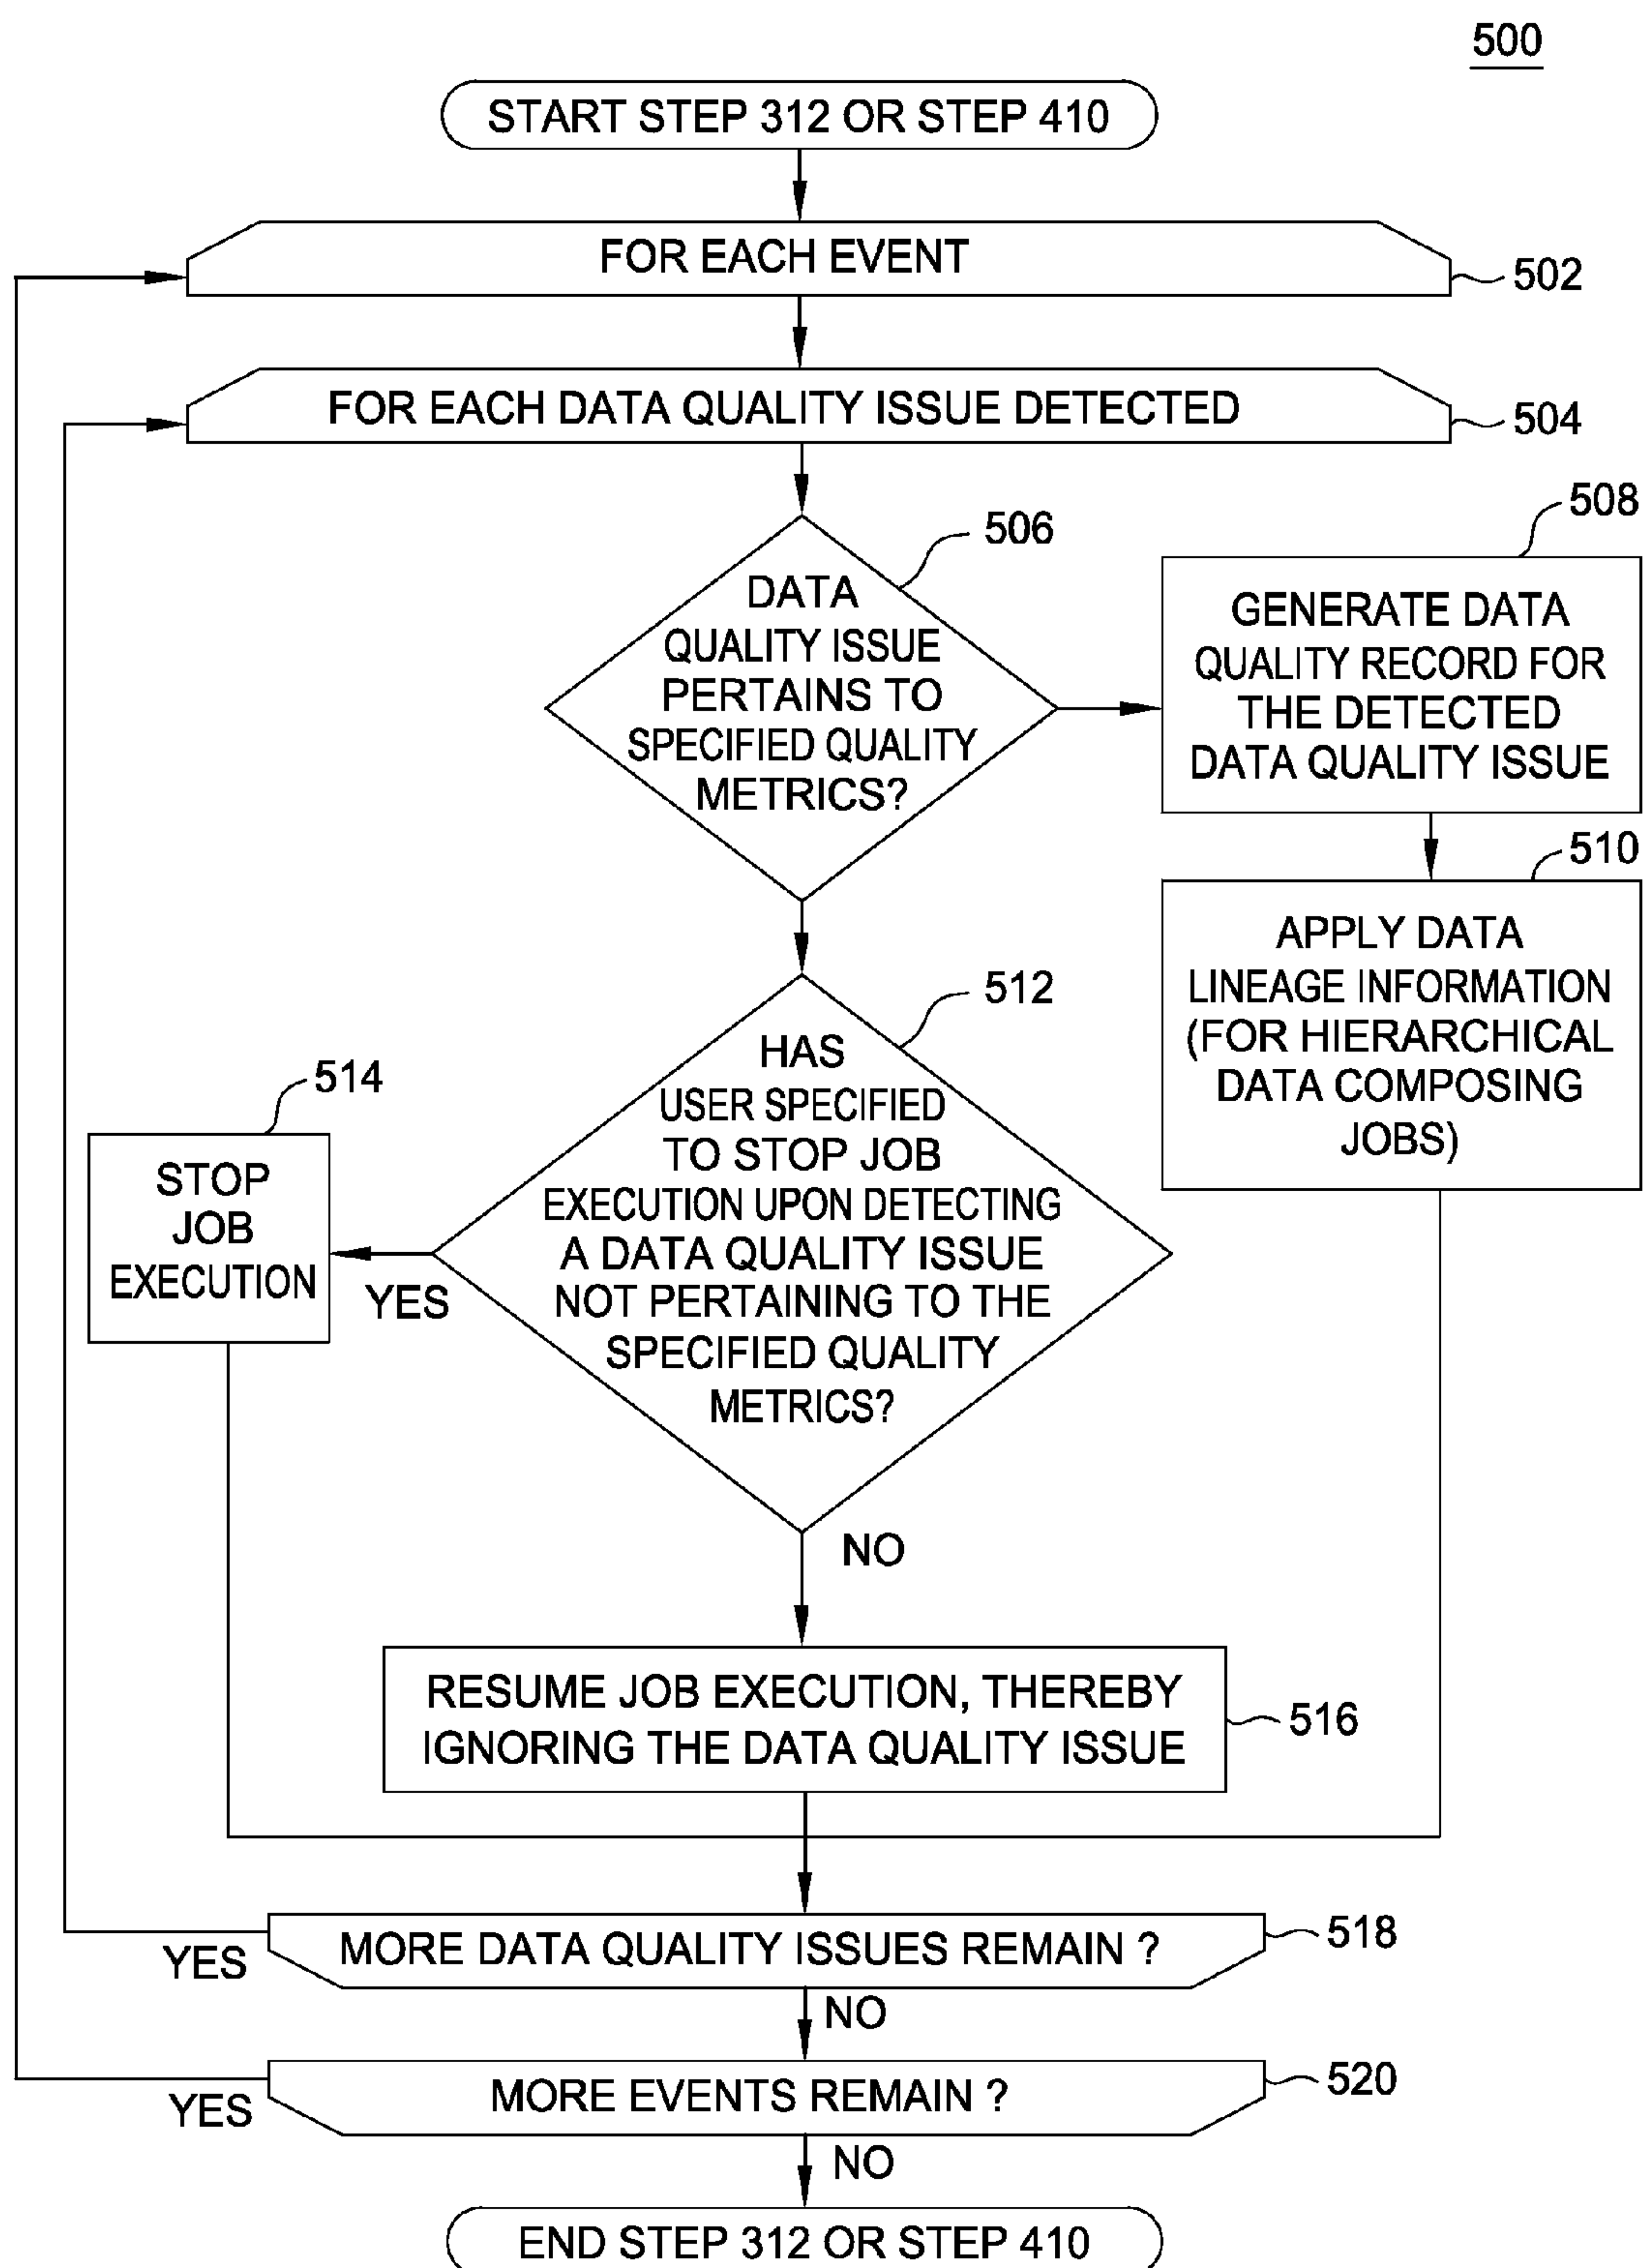 500
START STEP 312 OR STEP 410
FOR EACH EVENT
502
FOR EACH DATA QUALITY ISSUE DETECTED
504
506
DATA
QUALITY ISSUE
PERTAINS TO
SPECIFIED QUALITY
METRICS?
508
GENERATE DATA
QUALITY RECORD FOR
THE DETECTED
DATA QUALITY ISSUE
510
APPLY DATA
LINEAGE INFORMATION
(FOR HIERARCHICAL
DATA COMPOSING
JOBS)
512
HAS
USER SPECIFIED
TO STOP JOB
EXECUTION UPON DETECTING
A DATA QUALITY ISSUE
NOT PERTAINING TO THE
SPECIFIED QUALITY
METRICS?
514
STOP
JOB
EXECUTION
YES
NO
RESUME JOB EXECUTION, THEREBY
IGNORING THE DATA QUALITY ISSUE
516
MORE DATA QUALITY ISSUES REMAIN ?
518
YES
NO
MORE EVENTS REMAIN ?
520
YES
NO
END STEP 312 OR STEP 410